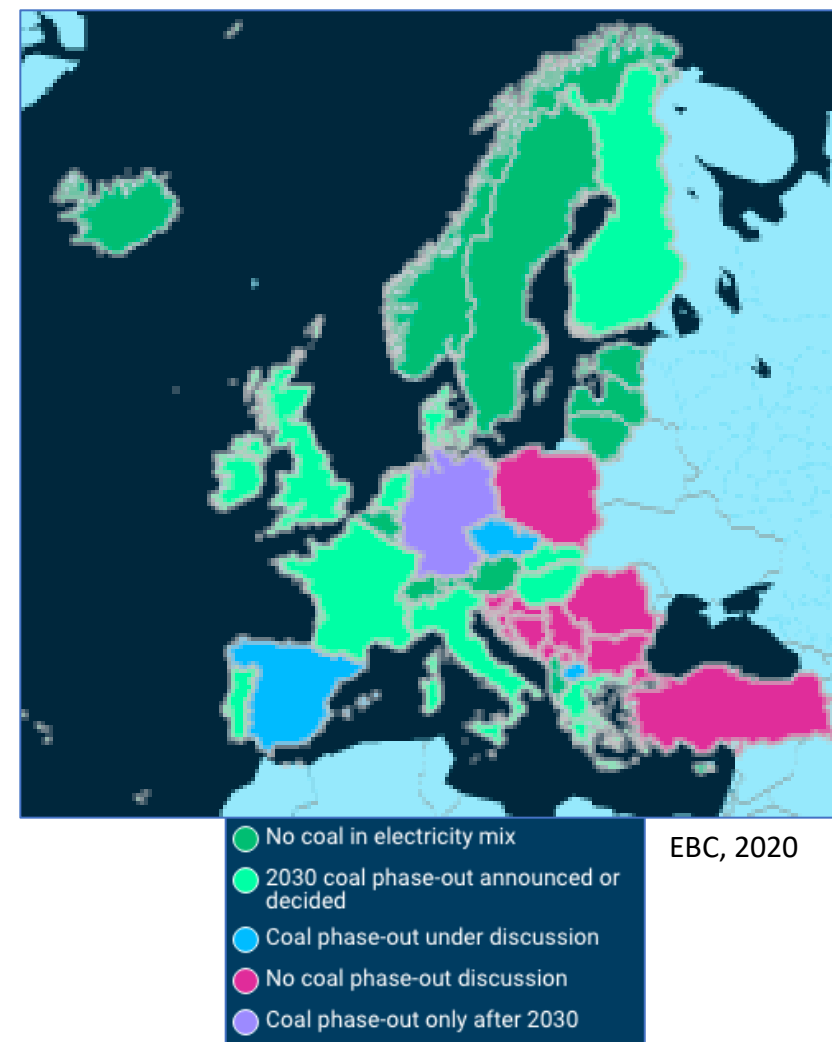 No coal in electricity mix
2030 coal phase-out announced or
decided
Coal phase-out under discussion
No coal phase-out discussion
Coal phase-out only after 2030
EBC, 2020